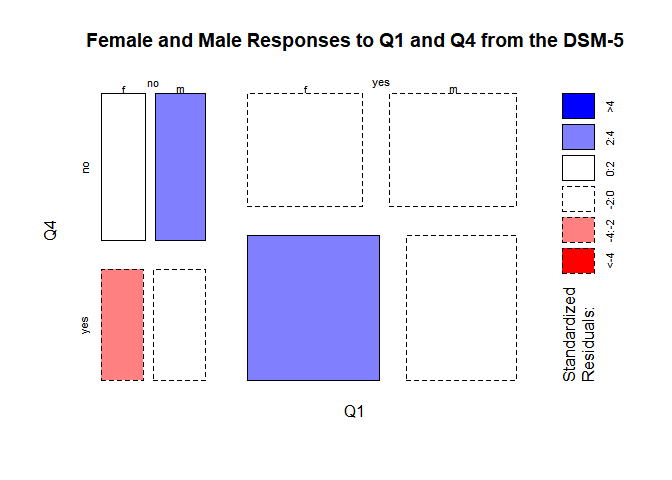 Female and Male Responses to Q1 and Q4 from the DSM-5
no
yes
f
m
f
m
no
yes
Q4
Q1
>4
2:4
0:2
-2:0
-4:-2
<-4
Standardized
Residuals: